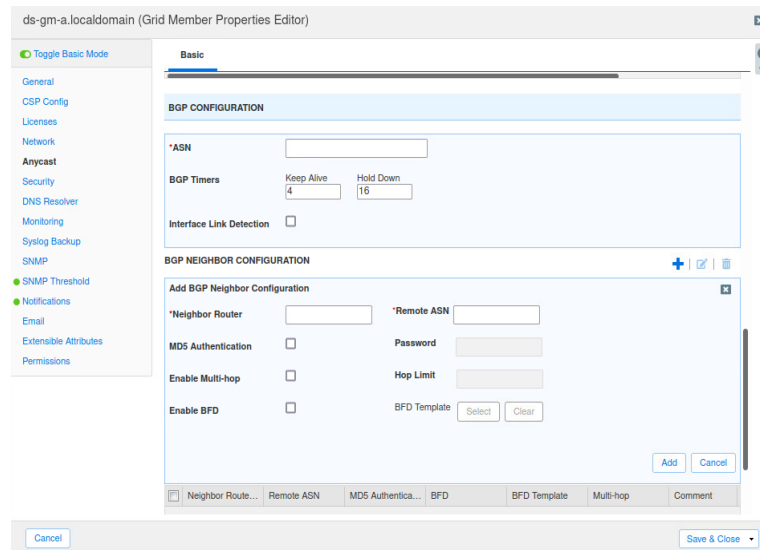 ds-gm-a.localdomain (Grid Member Properties Editor)
Toggle Basic Mode
Basic
General
CSP Config
Licenses
Network
Anycast
Security
DNS Resolver
Monitoring
Syslog Backup
SNMP
SNMP Threshold
Notifications
Email
Extensible Attributes
Permissions
BGP CONFIGURATION
*ASN
BGP Timers Keep Alive Hold Down
4 16
Interface Link Detection
BGP NEIGHBOR CONFIGURATION
Add BGP Neighbor Configuration
*Neighbor Router *Remote ASN
MD5 Authentication Password
Enable Multi-hop Hop Limit
Enable BFD BFD Template Select Clear
Add Cancel
Neighbor Route... Remote ASN MD5 Authentica... BFD BFD Template Multi-hop Comment
Cancel Save & Close